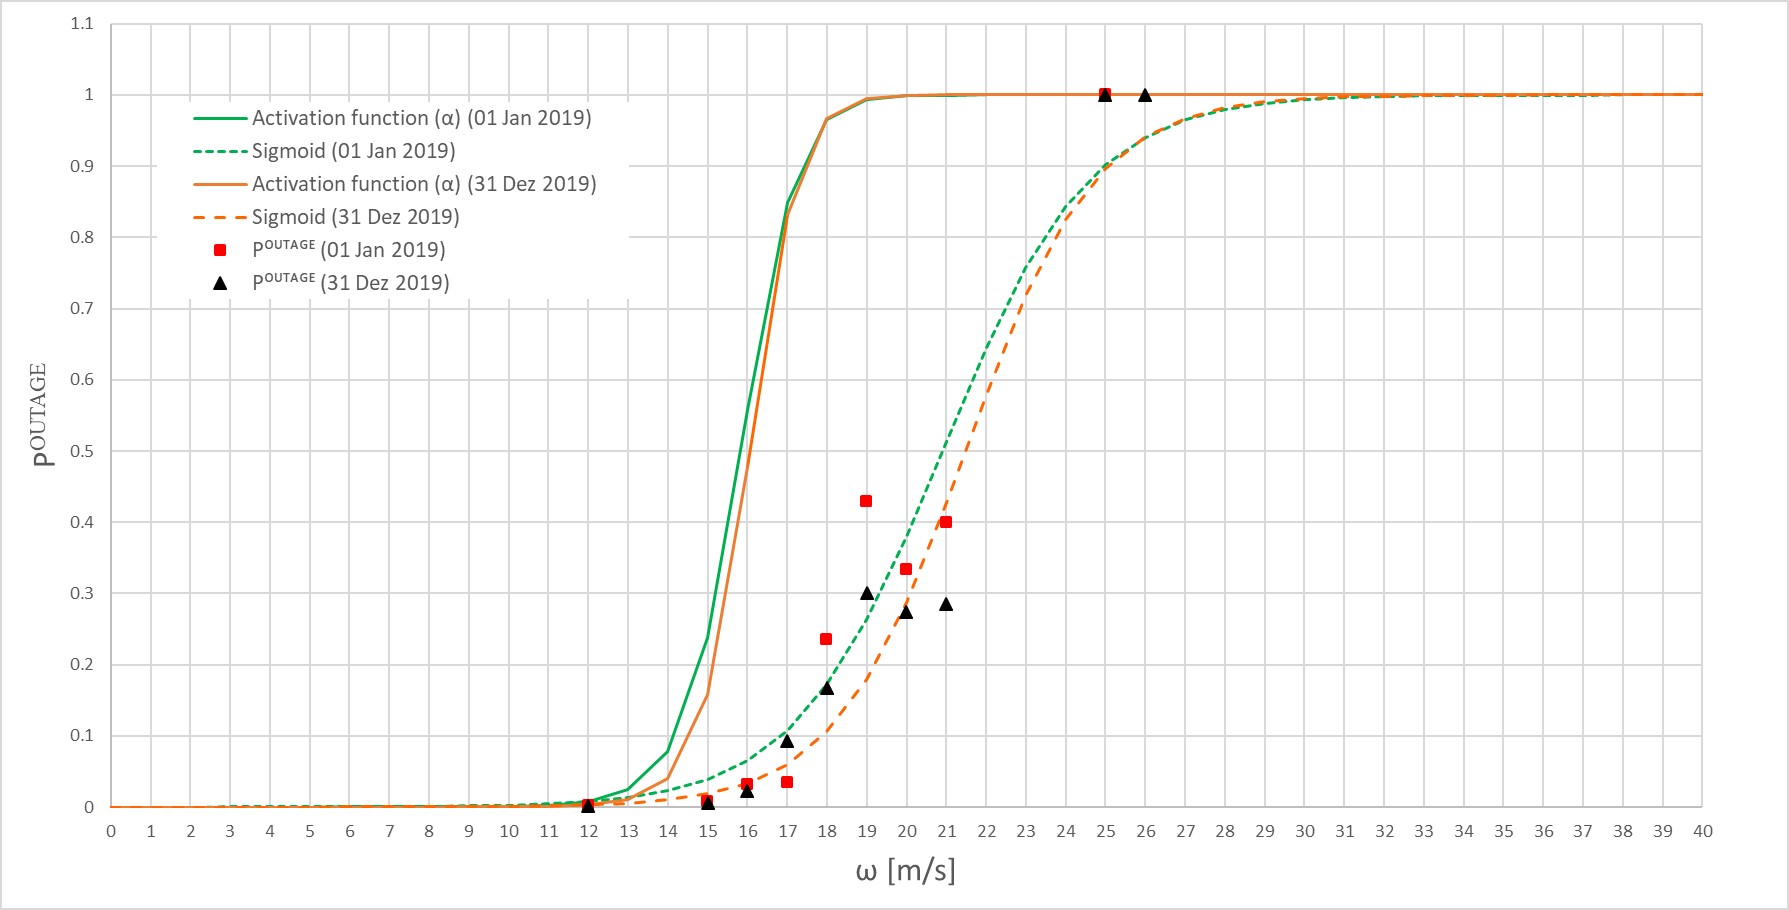 1.1
1
0.9
0.8
0.7
0.6
0.5
0.4
0.3
0.2
0.1
0
Activation function (α) (01 Jan 2019)
Sigmoid (01 Jan 2019)
Activation function (α) (31 Dez 2019)
Sigmoid (31 Dez 2019)
P^OUTAGE (01 Jan 2019)
P^OUTAGE (31 Dez 2019)
P^OUTAGE
0 1 2 3 4 5 6 7 8 9 10 11 12 13 14 15 16 17 18 19 20 21 22 23 24 25 26 27 28 29 30 31 32 33 34 35 36 37 38 39 40
ω [m/s]